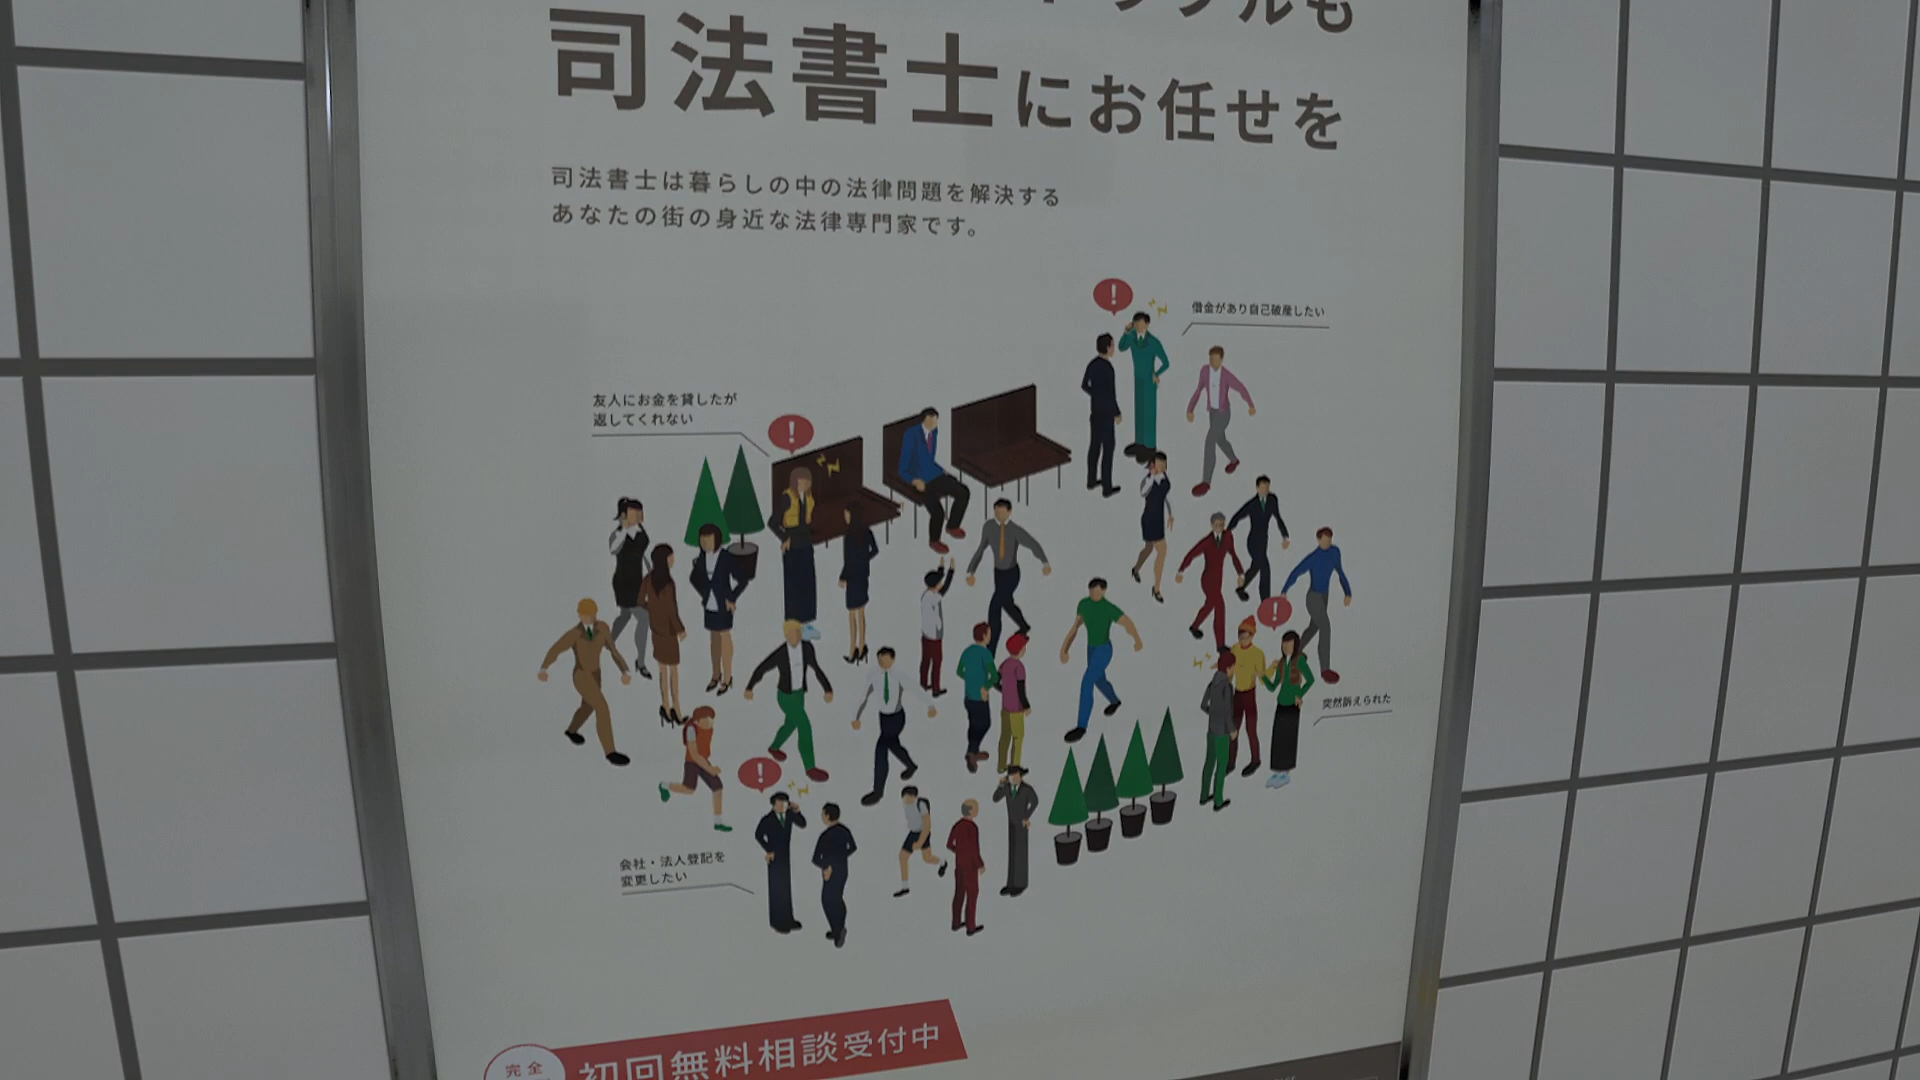 トラブルも
司法書士にお任せを
司法書士は暮らしの中の法律問題を解決する
あなたの街の身近な法律専門家です。
借金があり自己破産したい
友人にお金を貸したが
返してくれない
突然訴えられた
会社・法人登記を
変更したい
完全
初回無料相談受付中